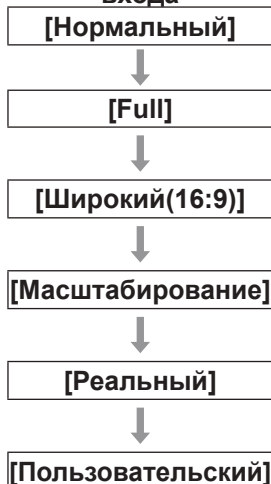 входа
[Нормальный]
[Full]
[Широкий(16:9)]
[Масштабирование]
[Реальный]
[Пользовательский]